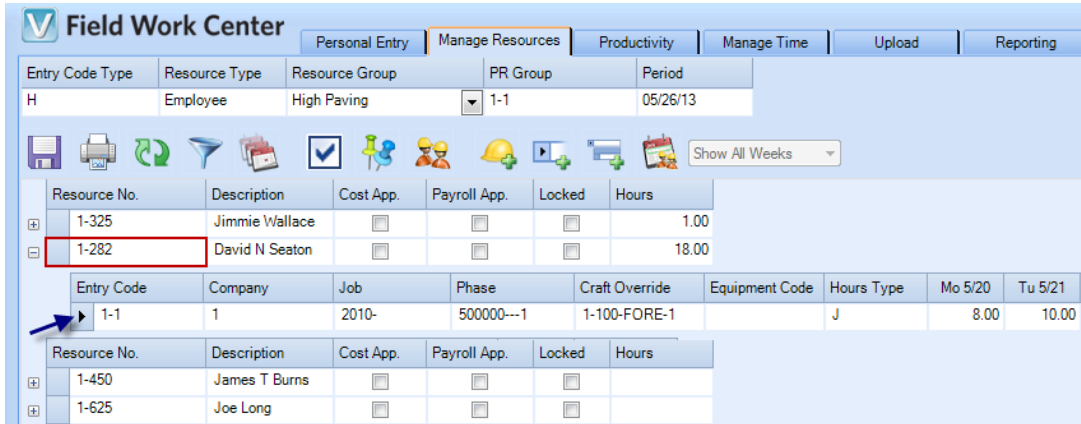 V Field Work Center
Personal Entry Manage Resources Productivity Manage Time Upload Reporting
Entry Code Type Resource Type Resource Group PR Group Period
H Employee High Paving 1-1 05/26/13
Show All Weeks
Resource No. Description Cost App. Payroll App. Locked Hours
1-325 Jimmie Wallace 1.00
1-282 David N Seaton 18.00
Entry Code Company Job Phase Craft Override Equipment Code Hours Type Mo 5/20 Tu 5/21
1-1 1 2010- 500000---1 1-100-FORE-1 J 8.00 10.00
Resource No. Description Cost App. Payroll App. Locked Hours
1-450 James T Burns
1-625 Joe Long